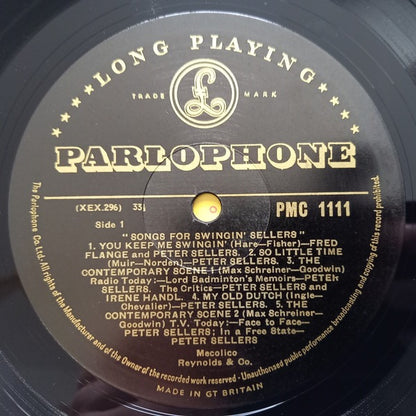 LONG PLAYING
£
TRADE MARK
PARLOPHONE
(XEX.296) 33
PMC 1111
Side 1
"SONGS FOR SWINGIN' SELLERS"
1. YOU KEEP ME SWINGIN' (Hare—Fisher)—FRED
FLANGE and PETER SELLERS. 2. SO LITTLE TIME
(Muir—Norden)—PETER SELLERS. 3. THE
CONTEMPORARY SCENE 1 (Max Schreiner—Goodwin)
Radio Today:—Lord Badminton's Memoirs—PETER
SELLERS. The Critics—PETER SELLERS and
IRENE HANDL. 4. MY OLD DUTCH (Ingle—
Chevalier)—PETER SELLERS. 5. THE
CONTEMPORARY SCENE 2 (Max Schreiner—
Goodwin) T.V. Today:—Face to Face—
PETER SELLERS; In a Free State—
PETER SELLERS
Mecolico
Reynolds & Co.
The Parlophone Co. Ltd. All rights of the Manufacturer and of the Owner of the recorded work reserved - Unauthorised public performance broadcasting and copying of this record prohibited.
MADE IN GT BRITAIN